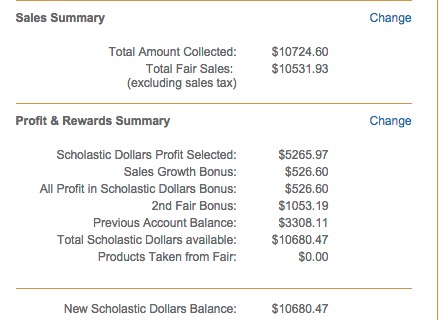 Sales Summary Change
Total Amount Collected: $10724.60
Total Fair Sales: $10531.93
(excluding sales tax)
Profit & Rewards Summary Change
Scholastic Dollars Profit Selected: $5265.97
Sales Growth Bonus: $526.60
All Profit in Scholastic Dollars Bonus: $526.60
2nd Fair Bonus: $1053.19
Previous Account Balance: $3308.11
Total Scholastic Dollars available: $10680.47
Products Taken from Fair: $0.00
New Scholastic Dollars Balance: $10680.47